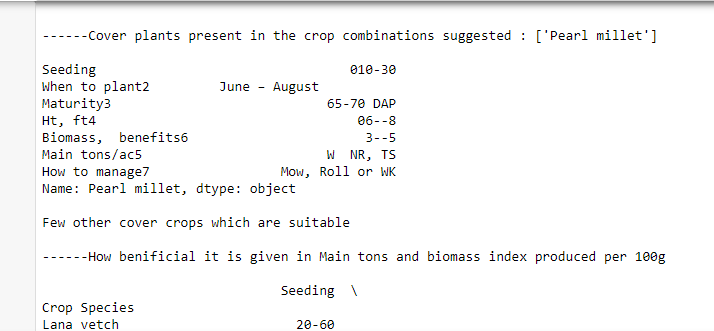 ------Cover plants present in the crop combinations suggested : ['Pearl millet']
Seeding 010-30
When to plant2 June – August
Maturity3 65-70 DAP
Ht, ft4 06--8
Biomass, benefits6 3--5
Main tons/ac5 W NR, TS
How to manage7 Mow, Roll or WK
Name: Pearl millet, dtype: object
Few other cover crops which are suitable
------How benificial it is given in Main tons and biomass index produced per 100g
Seeding \
Crop Species
Lana vetch 20-60